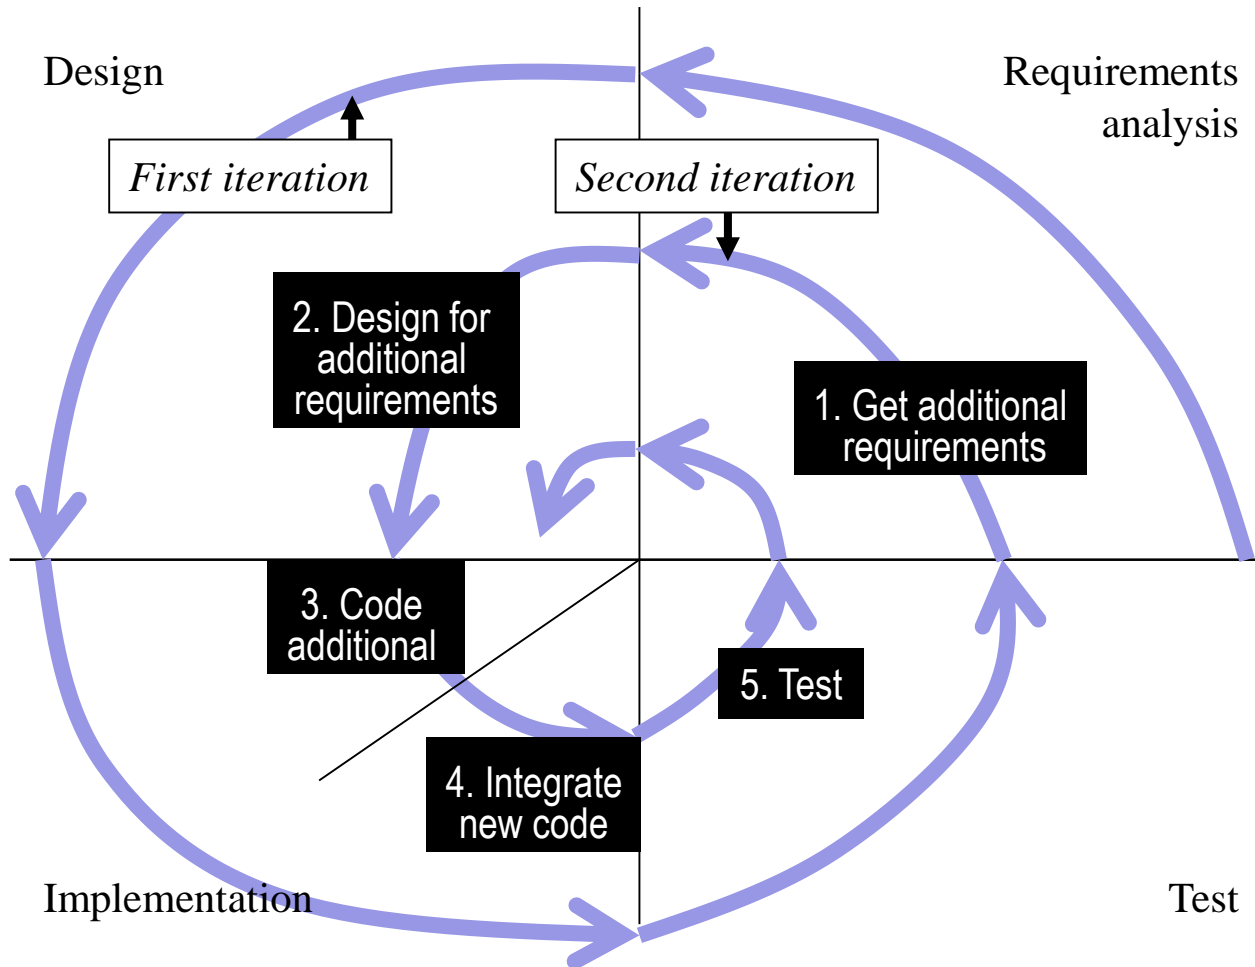 Design
Requirements
analysis
First iteration
Second iteration
2. Design for
additional
requirements
1. Get additional
requirements
3. Code
additional
5. Test
4. Integrate
new code
Implementation
Test